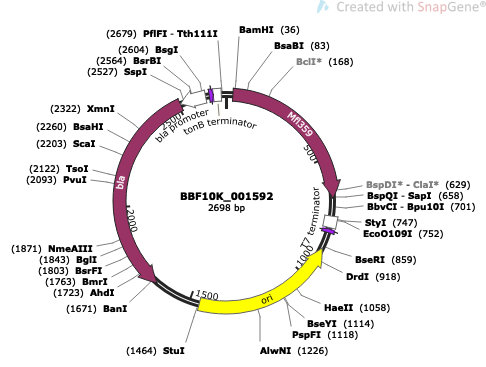 Created with SnapGene®
(2679) PflFI - Tth111I
(2604) BsgI
(2564) BsrBI
(2527) SspI
BamHI (36)
BsaBI (83)
BclI* (168)
(2322) XmnI
(2260) BsaHI
(2203) ScaI
(2122) TsoI
(2093) PvuI
2500
bla promoter
tonB terminator
Mfl359
500
BspDI* - ClaI* (629)
BspQI - SapI (658)
BbvCI - Bpu10I (701)
StyI (747)
EcoO109I (752)
bla
BBF10K_001592
2698 bp
T7 terminator
2000
1000
(1871) NmeAIII
(1843) BglI
(1803) BsrFI
(1763) BmrI
(1723) AhdI
(1671) BanI
BseRI (859)
DrdI (918)
1500
ori
HaeII (1058)
BseYI (1114)
PspFI (1118)
(1464) StuI
AlwNI (1226)